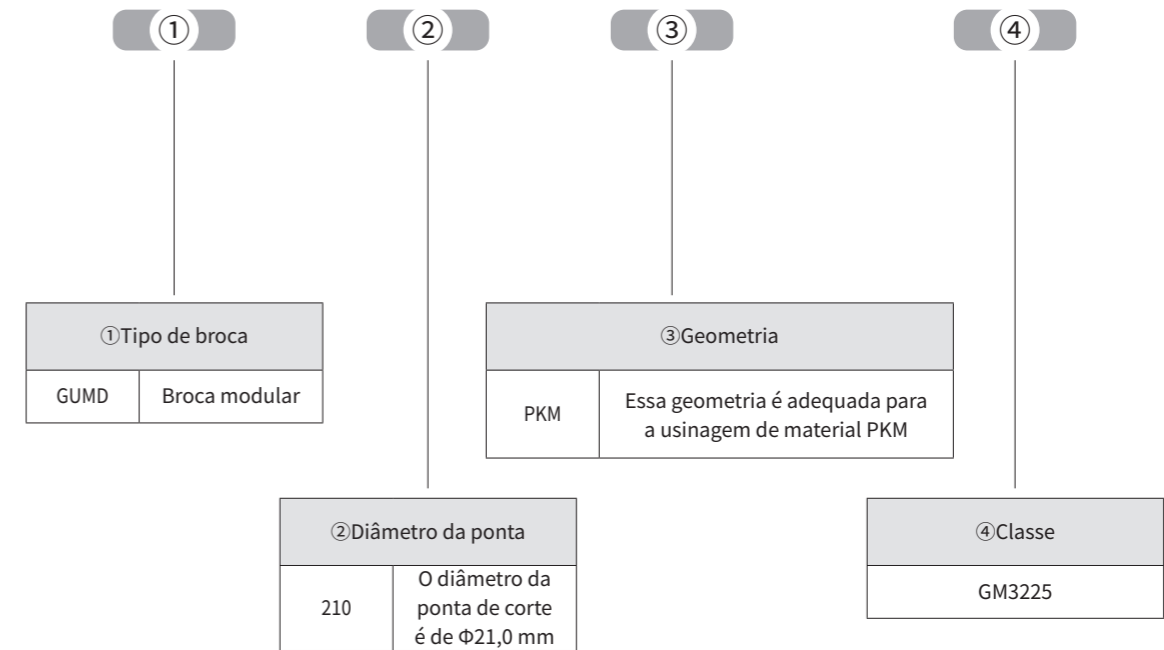 ①
②
③
④
①Tipo de broca
GUMD
Broca modular
③Geometria
PKM
Essa geometria é adequada para
a usinagem de material PKM
②Diâmetro da ponta
210
O diâmetro da
ponta de corte
é de Φ21,0 mm
④Classe
GM3225